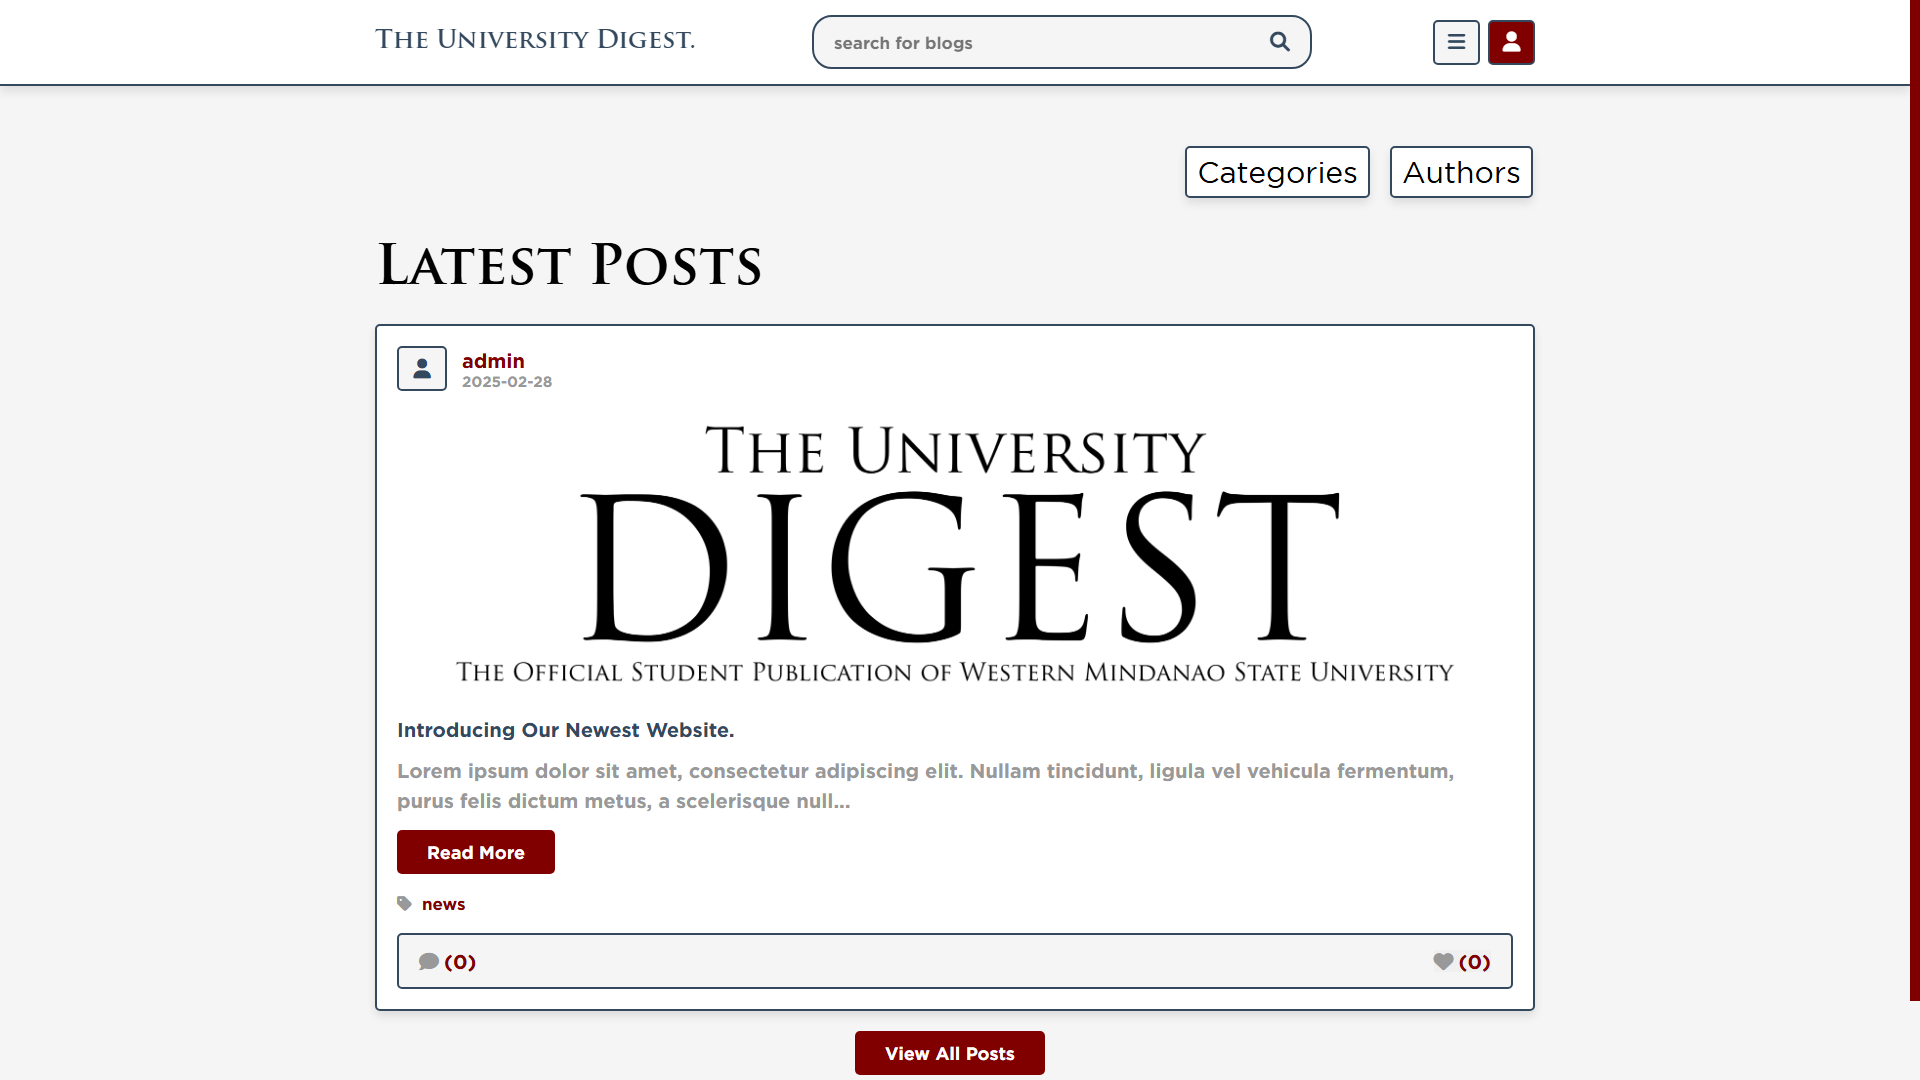 The University Digest.
search for blogs
Categories
Authors
Latest Posts
admin
2025-02-28
The University
DIGEST
The Official Student Publication of Western Mindanao State University
Introducing Our Newest Website.
Lorem ipsum dolor sit amet, consectetur adipiscing elit. Nullam tincidunt, ligula vel vehicula fermentum,
purus felis dictum metus, a scelerisque null...
Read More
news
(0)
(0)
View All Posts